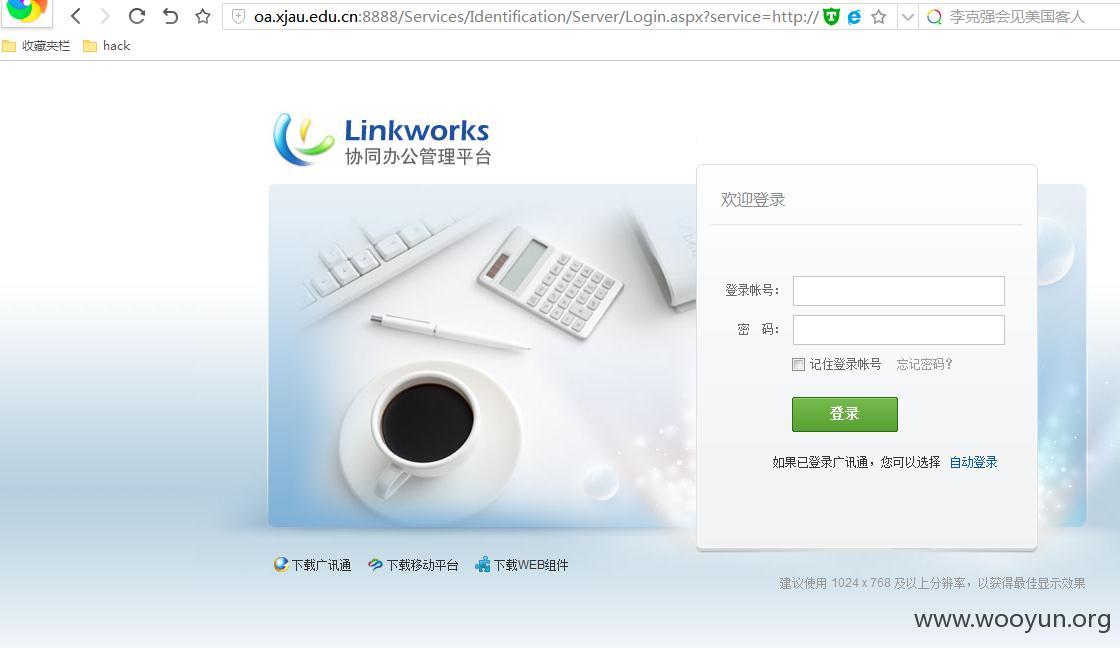 oa.xjau.edu.cn:8888/Services/Identification/Server/Login.aspx?service=http:// 李克强会见美国客人
收藏夹栏 hack
Linkworks
协同办公管理平台
欢迎登录
登录帐号：
密 码：
记住登录帐号 忘记密码？
登录
如果已登录广讯通，您可以选择 自动登录
下载广讯通 下载移动平台 下载WEB组件
建议使用 1024 x 768 及以上分辨率，以获得最佳显示效果
www.wooyun.org